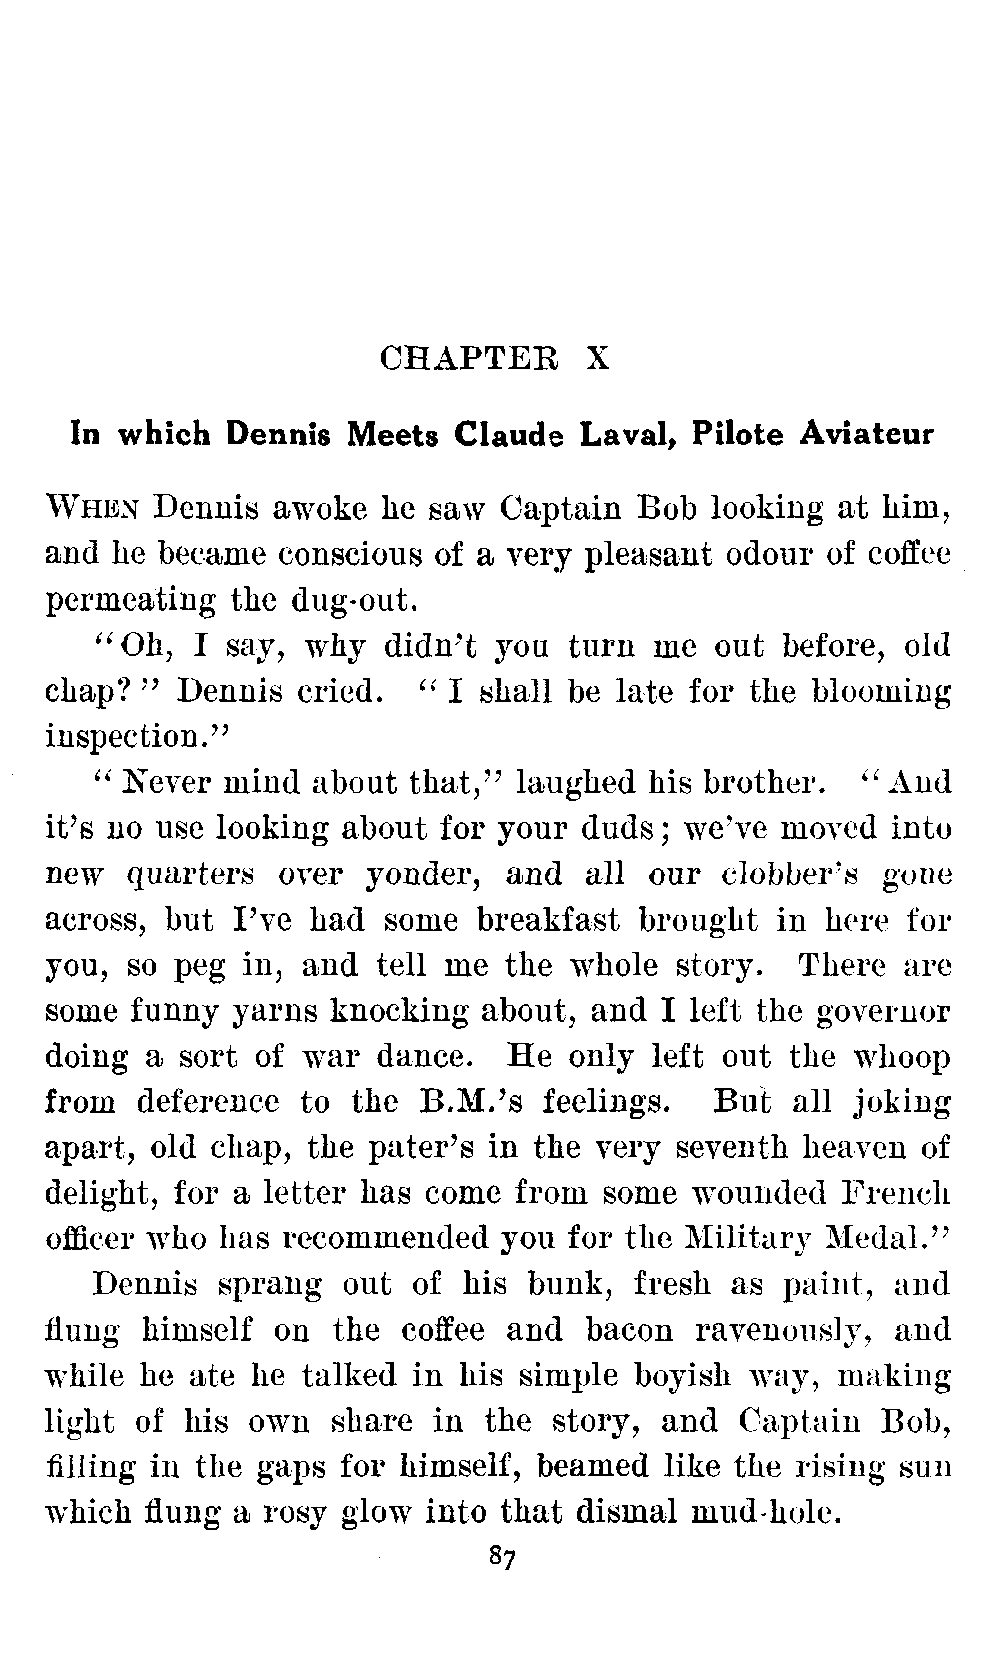 CHAPTER X
In which Dennis Meets Claude Laval, Pilote Aviateur
WHEN Dennis awoke he saw Captain Bob looking at him,
and he became conscious of a very pleasant odour of coffee
permeating the dug-out.
“Oh, I say, why didn't you turn me out before, old
chap?” Dennis cried. “I shall be late for the blooming
inspection.”
“Never mind about that,” laughed his brother. “And
it's no use looking about for your duds; we've moved into
new quarters over yonder, and all our clobber's gone
across, but I've had some breakfast brought in here for
you, so peg in, and tell me the whole story. There are
some funny yarns knocking about, and I left the governor
doing a sort of war dance. He only left out the whoop
from deference to the B.M.'s feelings. But all joking
apart, old chap, the pater's in the very seventh heaven of
delight, for a letter has come from some wounded French
officer who has recommended you for the Military Medal.”
Dennis sprang out of his bunk, fresh as paint, and
flung himself on the coffee and bacon ravenously, and
while he ate he talked in his simple boyish way, making
light of his own share in the story, and Captain Bob,
filling in the gaps for himself, beamed like the rising sun
which flung a rosy glow into that dismal mud-hole.
87